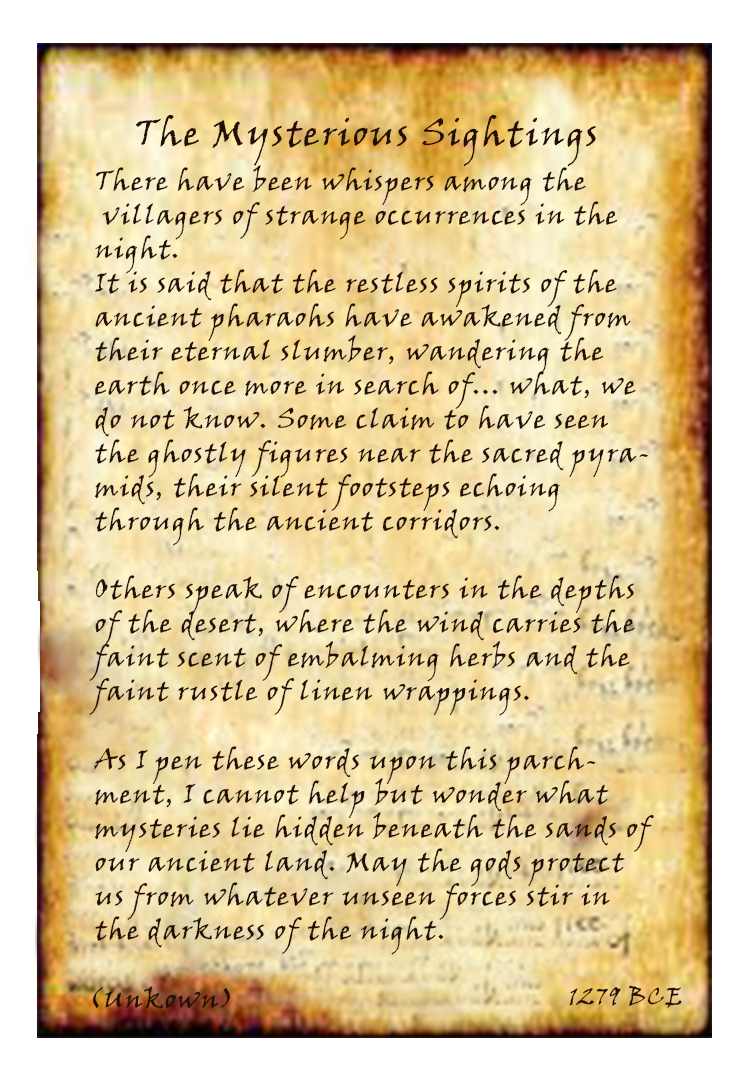 The Mysterious Sightings
There have been whispers among the
villagers of strange occurrences in the
night.
It is said that the restless spirits of the
ancient pharaohs have awakened from
their eternal slumber, wandering the
earth once more in search of... what, we
do not know. Some claim to have seen
the ghostly figures near the sacred pyra-
mids, their silent footsteps echoing
through the ancient corridors.
Others speak of encounters in the depths
of the desert, where the wind carries the
faint scent of embalming herbs and the
faint rustle of linen wrappings.
As I pen these words upon this parch-
ment, I cannot help but wonder what
mysteries lie hidden beneath the sands of
our ancient land. May the gods protect
us from whatever unseen forces stir in
the darkness of the night.
(Unkown)
1279 BCE